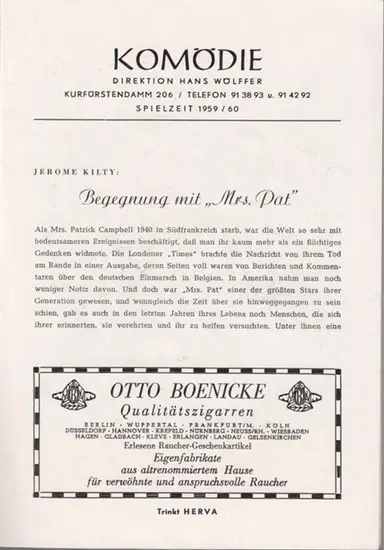 KOMÖDIE
DIREKTION HANS WÖLFFER
KURFÜRSTENDAMM 206 / TELEFON 91 38 93 u. 91 42 92
SPIELZEIT 1959/60
JEROME KILTY:
Begegnung mit „Mrs. Pat"
Als Mrs. Patrick Campbell 1940 in Südfrankreich starb, war die Welt so sehr mit
bedeutsameren Ereignissen beschäftigt, daß man ihr kaum mehr als ein flüchtiges
Gedenken widmete. Die Londoner „Times" brachte die Nachricht von ihrem Tod
am Rande in einer Ausgabe, deren Seiten voll waren von Berichten und Kommen-
taren über den deutschen Einmarsch in Belgien. In Amerika nahm man noch
weniger Notiz davon. Und doch war „Mrs. Pat" einer der größten Stars ihrer
Generation gewesen, und wenngleich die Zeit über sie hinweggegangen zu sein
schien, gab es auch in den letzten Jahren ihres Lebens noch Menschen, die sich
ihrer erinnerten, sie verehrten und ihr zu helfen versuchten. Unter ihnen eine
OTTO BOENICKE
Qualitätszigarren
BERLIN · WUPPERTAL · FRANKFURT/M. · KÖLN
DÜSSELDORF · HANNOVER · KREFELD · NÜRNBERG · NEUSS/RH. · WIESBADEN
HAGEN · GLADBACH · KLEVE · ERLANGEN · LANDAU · GELSENKIRCHEN
Erlesene Raucher-Geschenkartikel
Eigenfabrikate
aus altrenommiertem Hause
für verwöhnte und anspruchsvolle Raucher
Trinkt HERVA